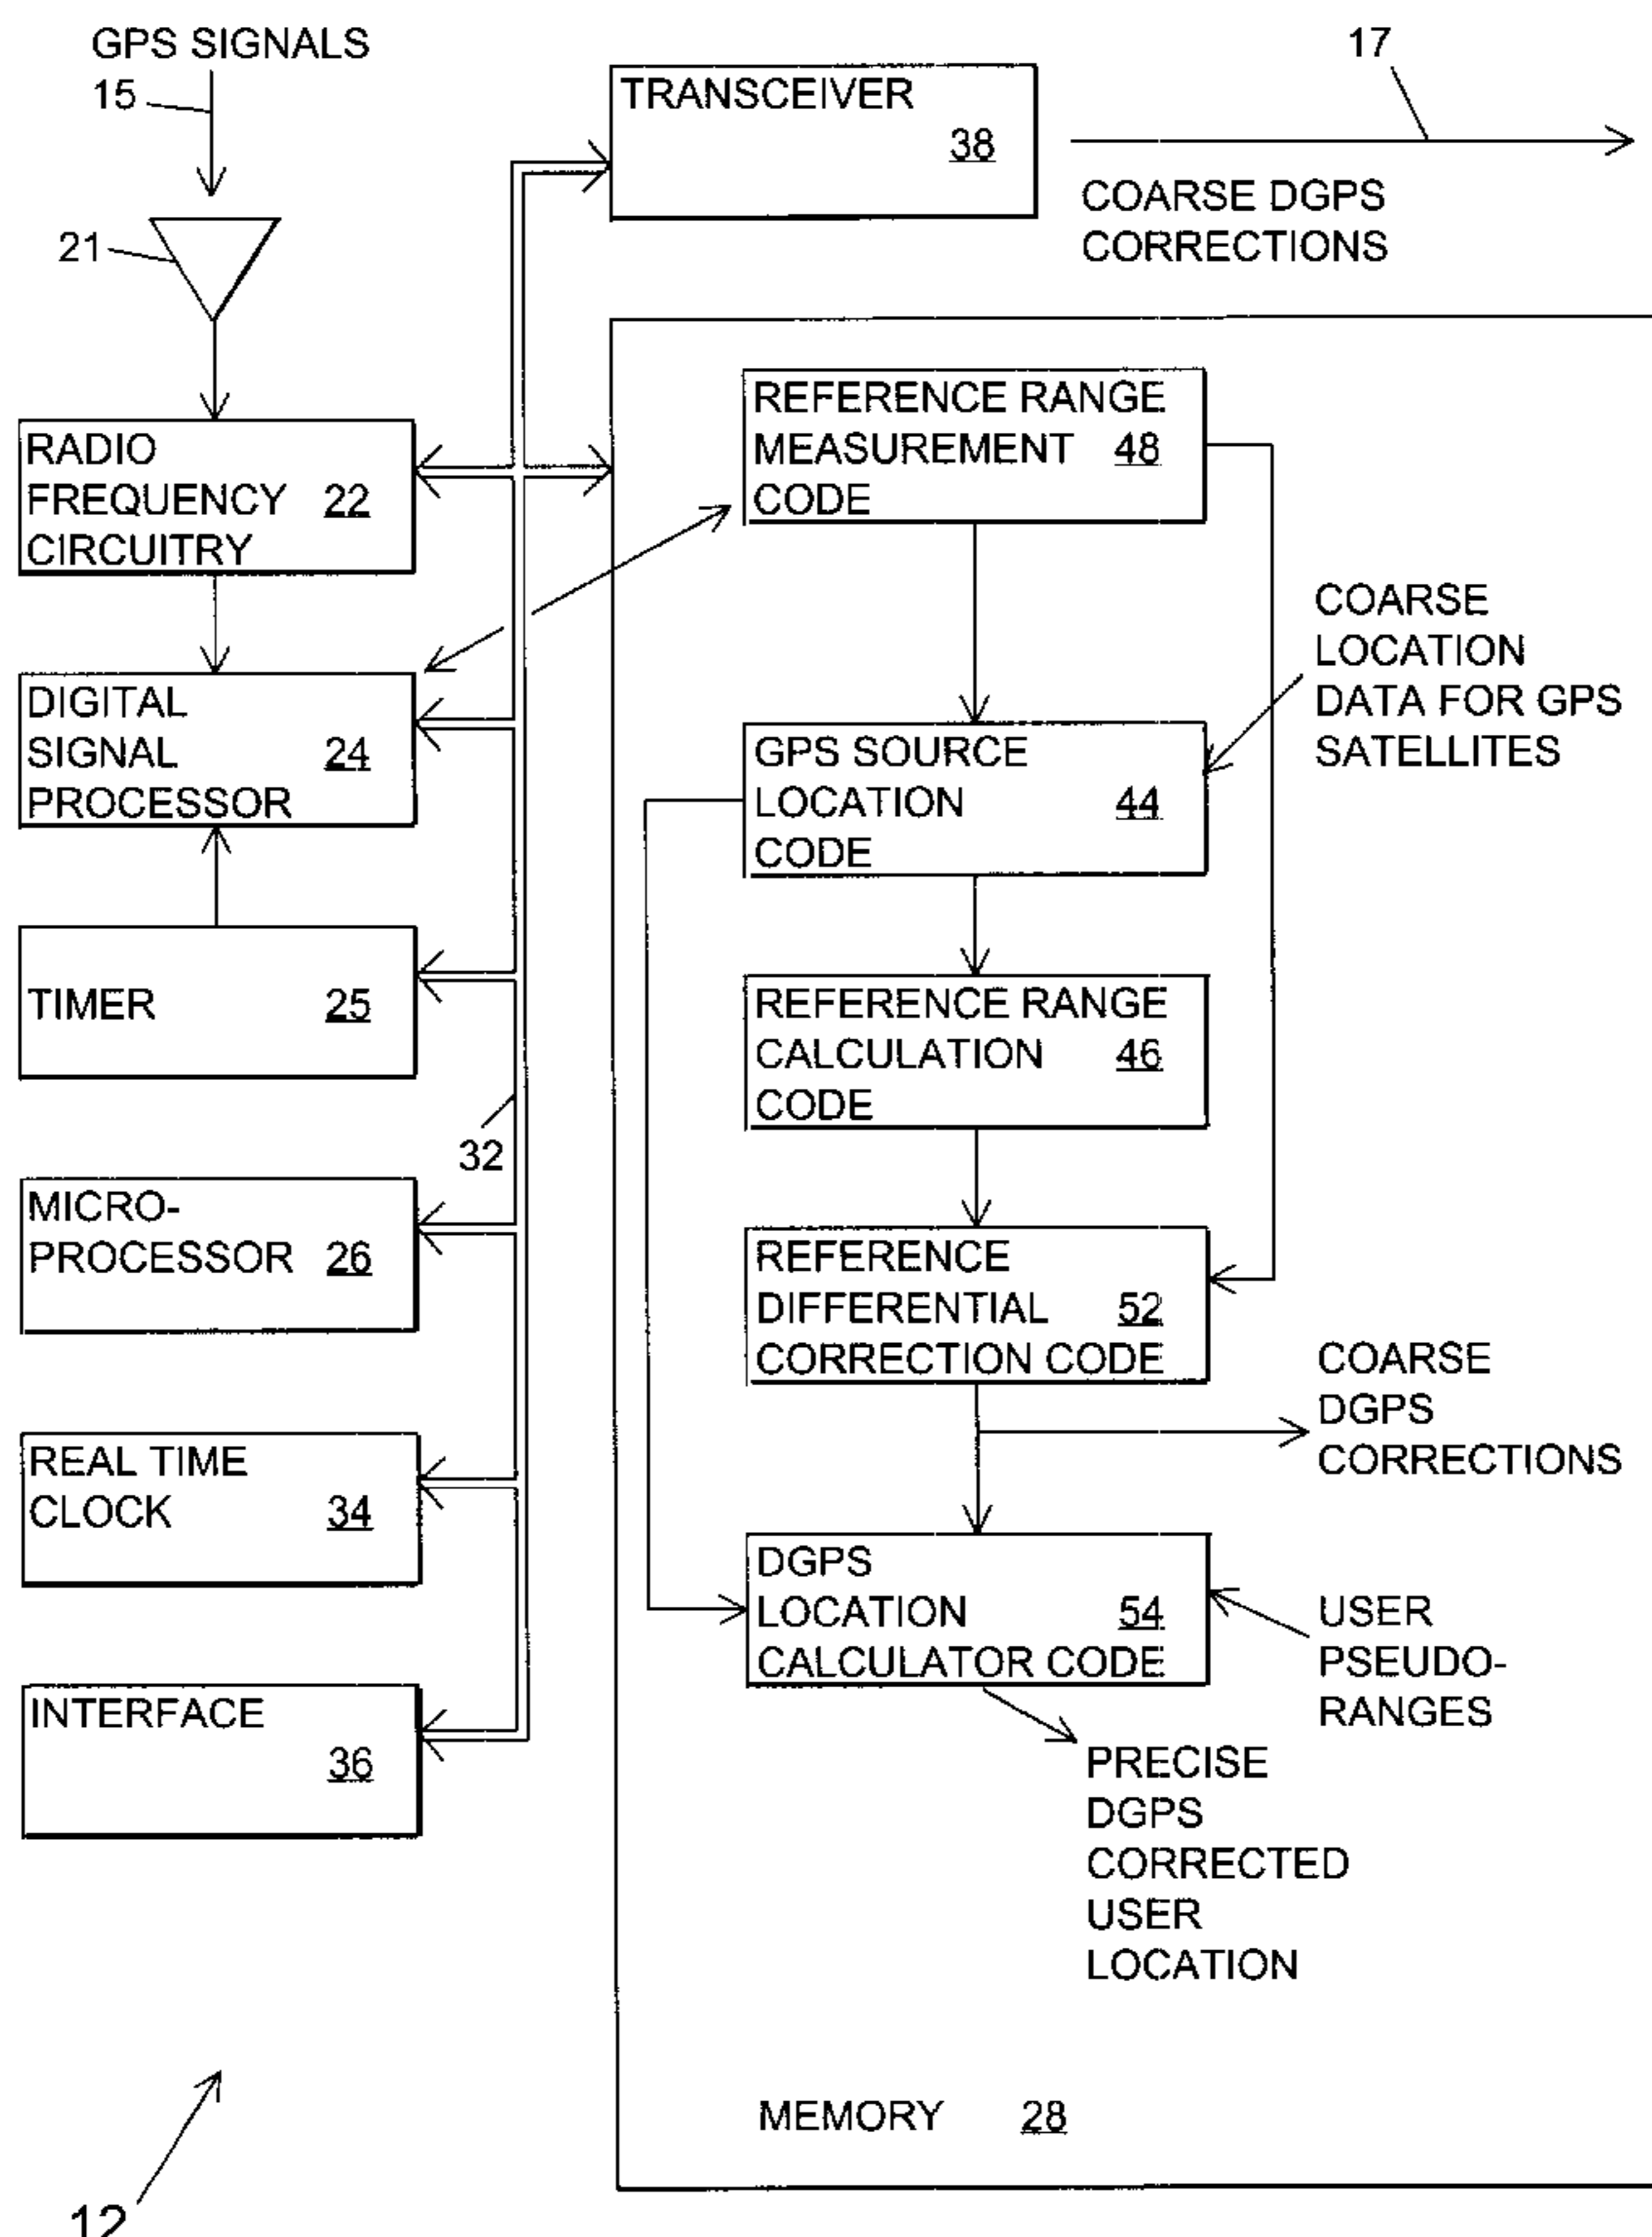 GPS SIGNALS
15
21
RADIO
FREQUENCY 22
CIRCUITRY
DIGITAL
SIGNAL 24
PROCESSOR
TIMER 25
32
MICRO-
PROCESSOR 26
REAL TIME
CLOCK 34
INTERFACE
36
12
TRANSCEIVER
38
17
COARSE DGPS
CORRECTIONS
REFERENCE RANGE
MEASUREMENT 48
CODE
COARSE
LOCATION
DATA FOR GPS
SATELLITES
GPS SOURCE
LOCATION 44
CODE
REFERENCE RANGE
CALCULATION 46
CODE
REFERENCE
DIFFERENTIAL 52
CORRECTION CODE
COARSE
DGPS
CORRECTIONS
DGPS
LOCATION 54
CALCULATOR CODE
USER
PSEUDO-
RANGES
PRECISE
DGPS
CORRECTED
USER
LOCATION
MEMORY 28